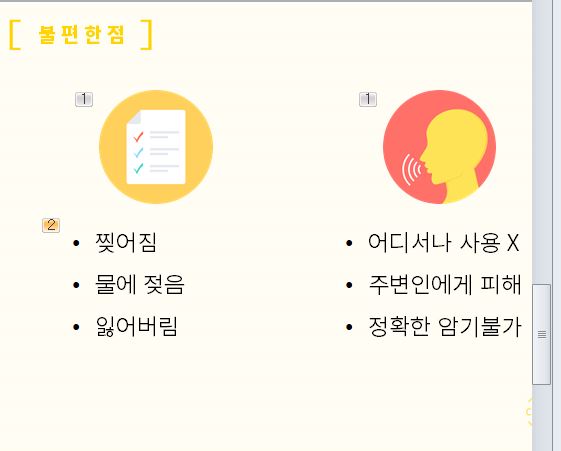 [ 불편한점 ]
1
1
2
• 찢어짐
• 물에 젖음
• 잃어버림
• 어디서나 사용 X
• 주변인에게 피해
• 정확한 암기불가